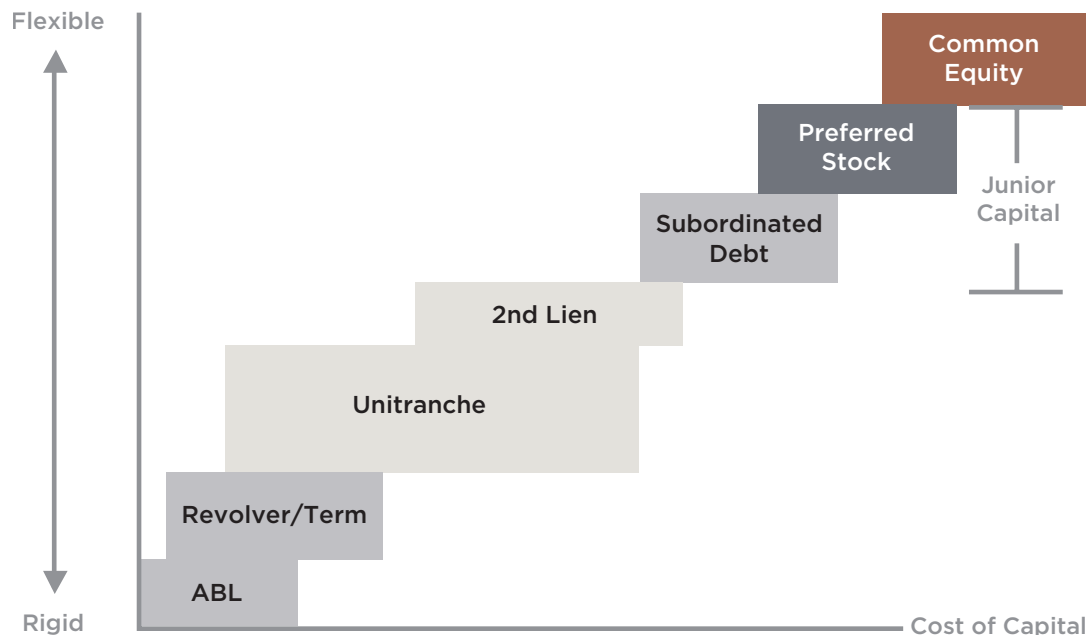 Flexible
Common
Equity
Preferred
Stock
Junior
Capital
Subordinated
Debt
2nd Lien
Unitranche
Revolver/Term
ABL
Rigid
Cost of Capital